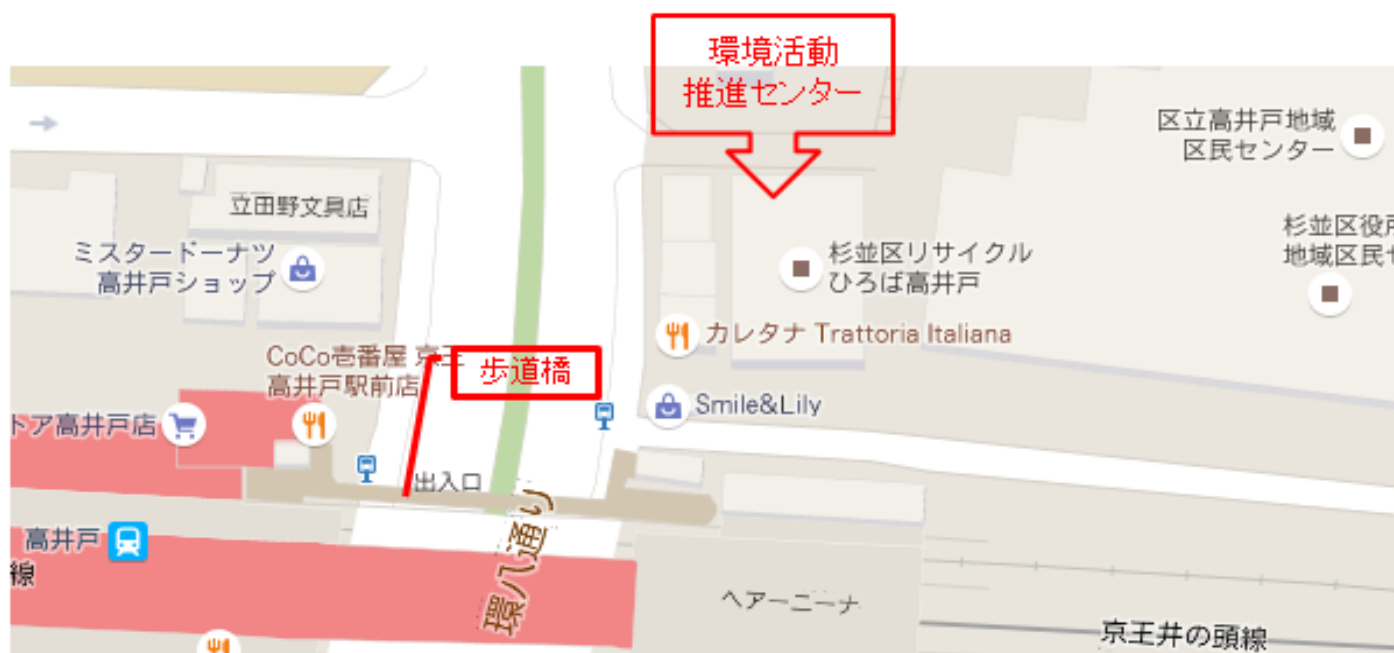 環境活動
推進センター
区立高井戸地域
区民センター
立田野文具店
杉並区役所
ミスタードーナツ
高井戸ショップ
杉並区リサイクル
ひろば高井戸
地域区民セ
カレタナ Trattoria Italiana
CoCo壱番屋 京王
高井戸駅前店
歩道橋
Smile&Lily
トア高井戸店
出入口
環八通り
高井戸
線
ヘアーニーナ
京王井の頭線